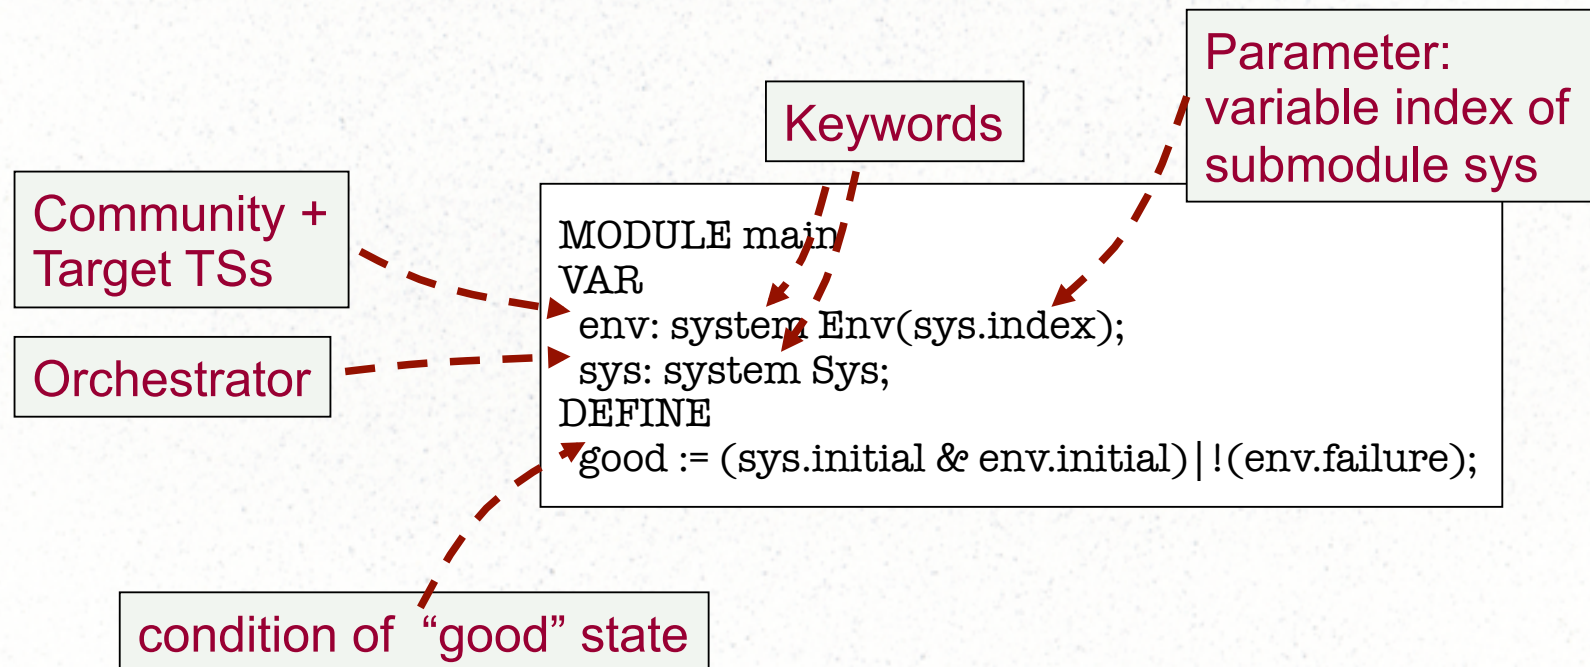 Parameter:
variable index of
submodule sys
Keywords
Community +
Target TSs
Orchestrator
MODULE main
VAR
env: system Env(sys.index);
sys: system Sys;
DEFINE
good := (sys.initial & env.initial)|!(env.failure);
condition of “good” state